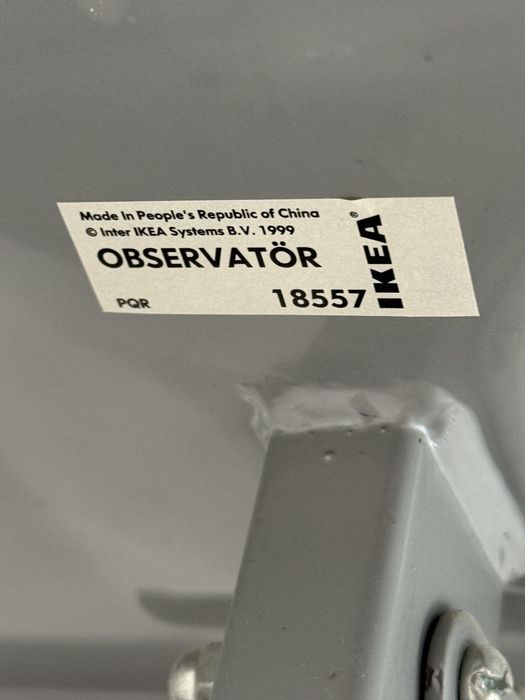 Made In People's Republic of China
© Inter IKEA Systems B.V. 1999
OBSERVATÖR
PQR 18557
IKEA®